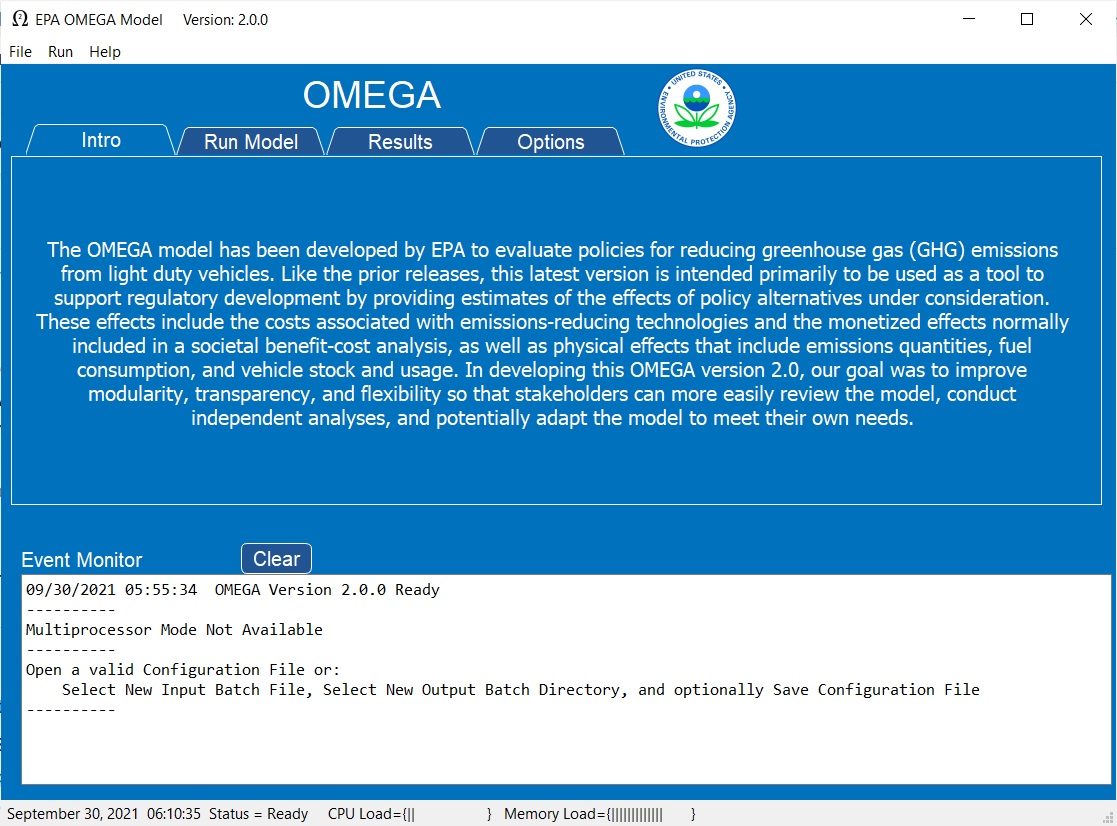 EPA OMEGA Model Version: 2.0.0
File Run Help
OMEGA
UNITED STATES ENVIRONMENTAL PROTECTION AGENCY
Intro Run Model Results Options
The OMEGA model has been developed by EPA to evaluate policies for reducing greenhouse gas (GHG) emissions
from light duty vehicles. Like the prior releases, this latest version is intended primarily to be used as a tool to
support regulatory development by providing estimates of the effects of policy alternatives under consideration.
These effects include the costs associated with emissions-reducing technologies and the monetized effects normally
included in a societal benefit-cost analysis, as well as physical effects that include emissions quantities, fuel
consumption, and vehicle stock and usage. In developing this OMEGA version 2.0, our goal was to improve
modularity, transparency, and flexibility so that stakeholders can more easily review the model, conduct
independent analyses, and potentially adapt the model to meet their own needs.
Event Monitor Clear
09/30/2021 05:55:34 OMEGA Version 2.0.0 Ready
----------
Multiprocessor Mode Not Available
----------
Open a valid Configuration File or:
Select New Input Batch File, Select New Output Batch Directory, and optionally Save Configuration File
----------
September 30, 2021 06:10:35 Status = Ready CPU Load={|| } Memory Load={||||||||||||| }